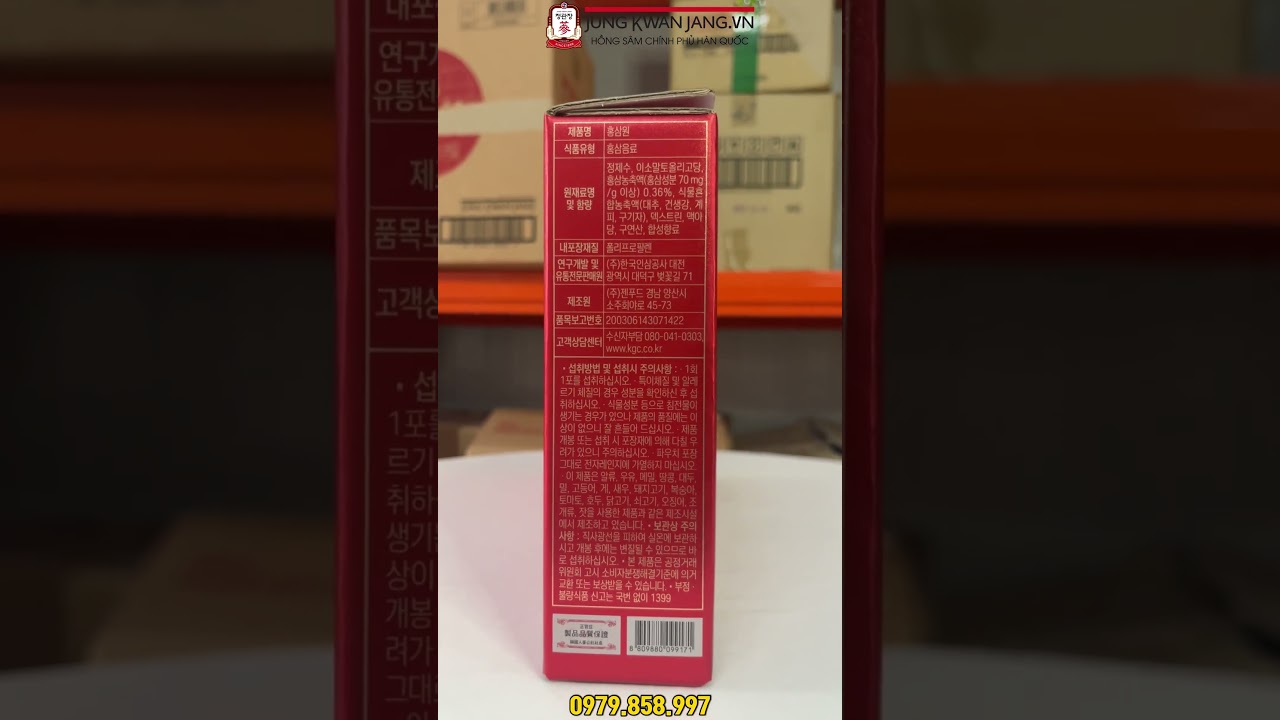 정관장
蔘
JUNG KWAN JANG.VN
HỒNG SÂM CHÍNH PHỦ HÀN QUỐC
제품명 홍삼원
식품유형 홍삼음료
원재료명 및 함량
정제수, 이소말토올리고당,
홍삼농축액(홍삼성분 70 mg
/g 이상) 0.36%, 식물혼
합농축액(대추, 건생강, 계
피, 구기자), 덱스트린, 맥아
당, 구연산, 합성향료
내포장재질 폴리프로필렌
연구개발 및 유통전문판매원
(주)한국인삼공사 대전
광역시 대덕구 벚꽃길 71
제조원
(주)젠푸드 경남 양산시
소주회야로 45-73
품목보고번호 200306143071422
고객상담센터
수신자부담 080-041-0303,
www.kgc.co.kr
• 섭취방법 및 섭취시 주의사항 : · 1회
1포를 섭취하십시오. · 특이체질 및 알레
르기 체질의 경우 성분을 확인하신 후 섭
취하십시오. · 식물성분 등으로 침전물이
생기는 경우가 있으나 제품의 품질에는 이
상이 없으니 잘 흔들어 드십시오. · 제품
개봉 또는 섭취 시 포장재에 의해 다칠 우
려가 있으니 주의하십시오. · 파우치 포장
그대로 전자레인지에 가열하지 마십시오.
· 이 제품은 알류, 우유, 메밀, 땅콩, 대두,
밀, 고등어, 게, 새우, 돼지고기, 복숭아,
토마토, 호두, 닭고기, 쇠고기, 오징어, 조
개류, 잣을 사용한 제품과 같은 제조시설
에서 제조하고 있습니다. • 보관상 주의
사항 : 직사광선을 피하여 실온에 보관하
시고 개봉 후에는 변질될 수 있으므로 바
로 섭취하십시오. • 본 제품은 공정거래
위원회 고시 소비자분쟁해결기준에 의거
교환 또는 보상받을 수 있습니다. • 부정 ·
불량식품 신고는 국번 없이 1399
8 809860 099171
0979.858.997